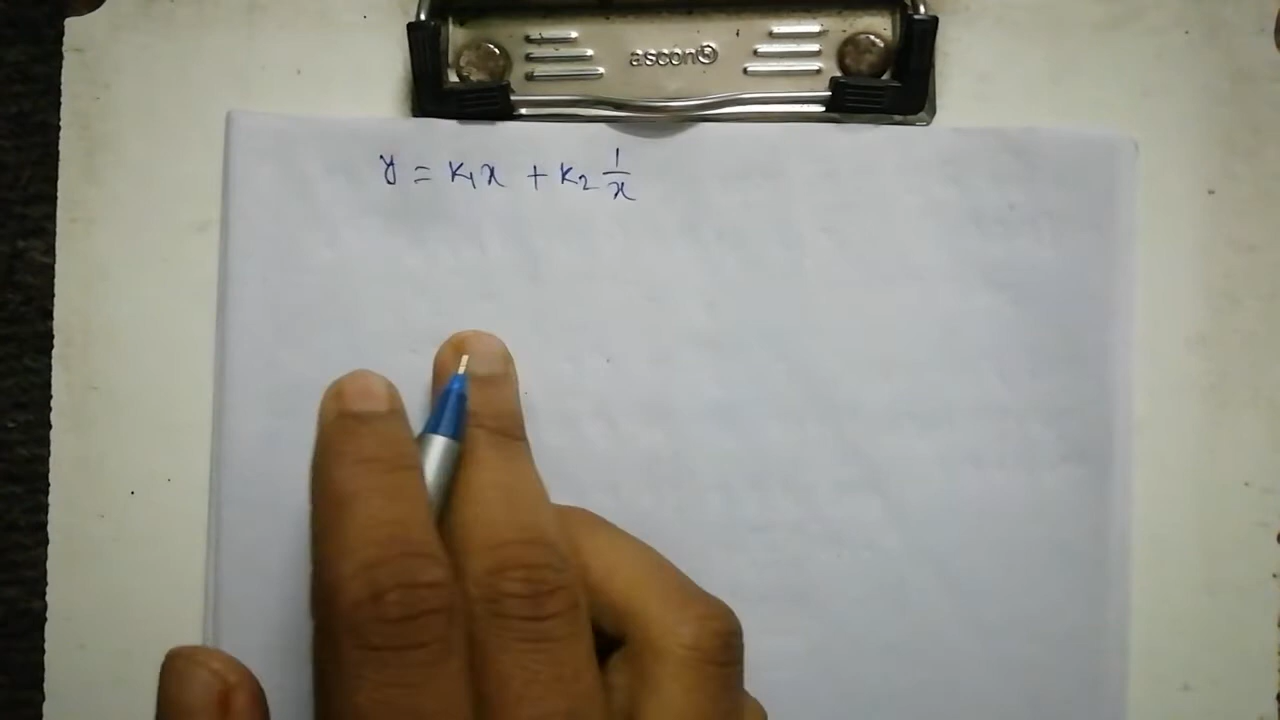 ascon®
y = K₁x + K₂ 1/x